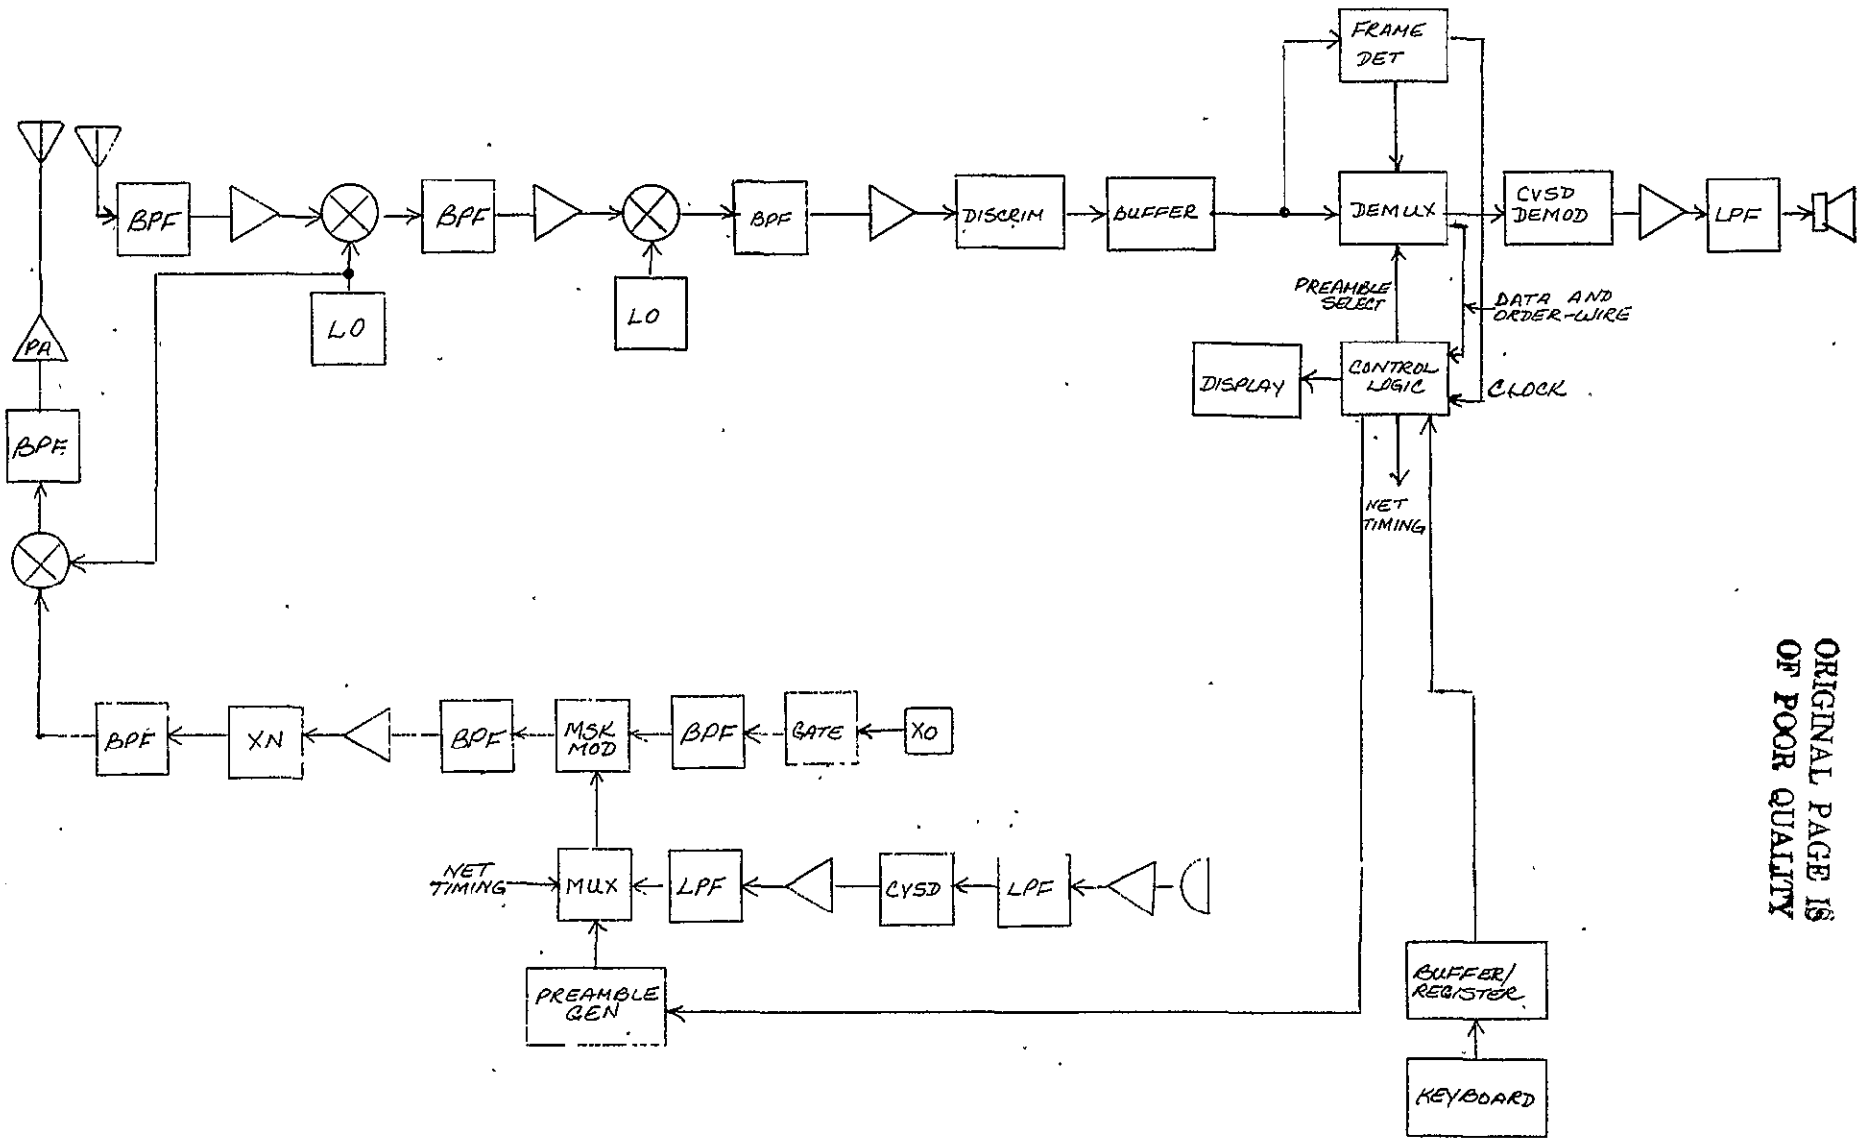 FRAME
DET
BPF
BPF
BPF
DISCRIM
BUFFER
DEMUX
CVSD
DEMOD
LPF
LO
LO
PREAMBLE
SELECT
DATA AND
ORDER-WIRE
PA
DISPLAY
CONTROL
LOGIC
CLOCK
BPF
NET
TIMING
BPF
XN
BPF
MSK
MOD
BPF
GATE
XO
NET
TIMING
MUX
LPF
CVSD
LPF
PREAMBLE
GEN
BUFFER/
REGISTER
KEYBOARD
ORIGINAL PAGE IS
OF POOR QUALITY